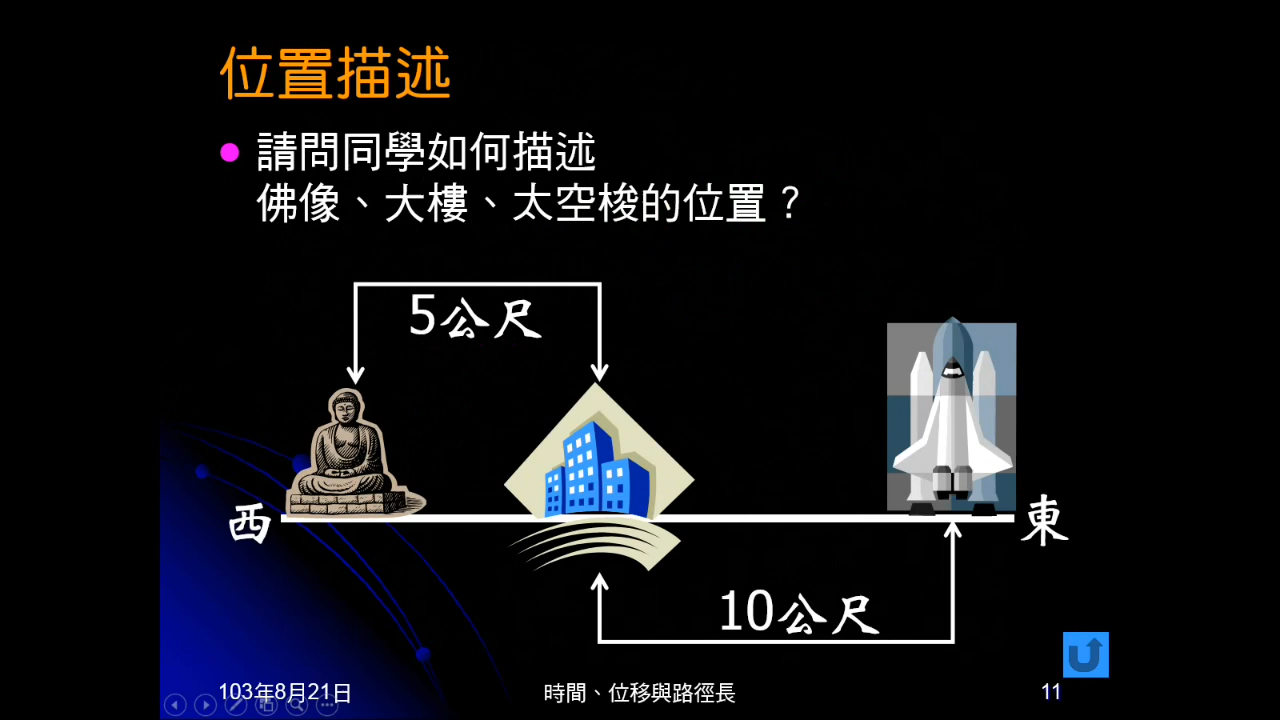 位置描述
請問同學如何描述
佛像、大樓、太空梭的位置？
5公尺
西
東
10公尺
103年8月21日
時間、位移與路徑長
11